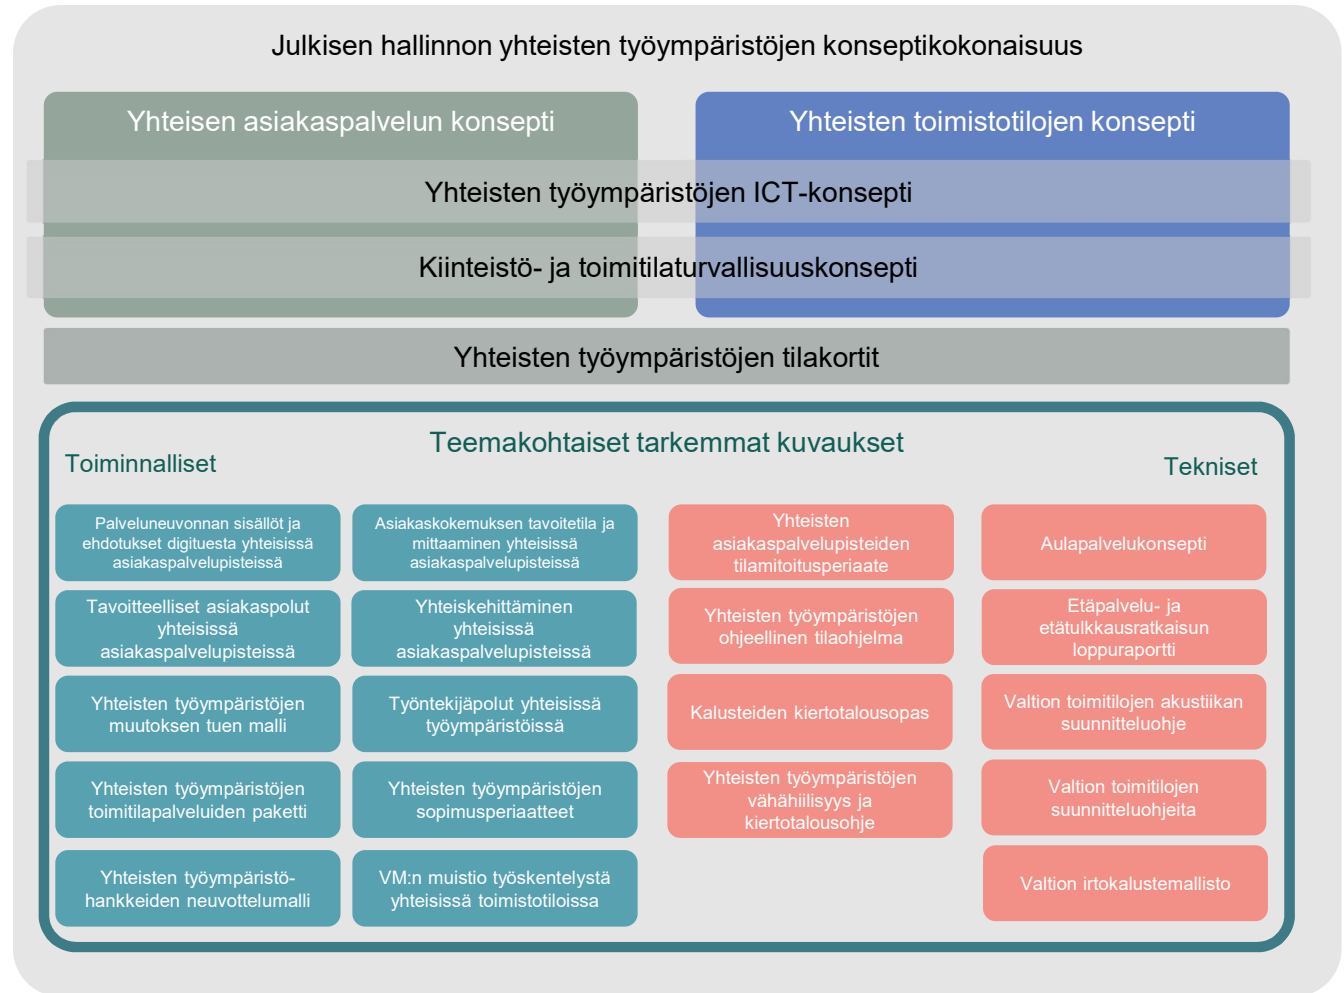 Julkisen hallinnon yhteisten työympäristöjen konseptikokonaisuus
Yhteisen asiakaspalvelun konsepti
Yhteisten toimistotilojen konsepti
Yhteisten työympäristöjen ICT-konsepti
Kiinteistö- ja toimitilaturvallisuuskonsepti
Yhteisten työympäristöjen tilakortit
Teemakohtaiset tarkemmat kuvaukset
Toiminnalliset
Tekniset
Palveluneuvonnan sisällöt ja
ehdotukset digituesta yhteisissä
asiakaspalvelupisteissä
Asiakaskokemuksen tavoitetila ja
mittaaminen yhteisissä
asiakaspalvelupisteissä
Yhteisten
asiakaspalvelupisteiden
tilamitoitusperiaate
Aulapalvelukonsepti
Tavoitteelliset asiakaspolut
yhteisissä
asiakaspalvelupisteissä
Yhteiskehittäminen
yhteisissä
asiakaspalvelupisteissä
Yhteisten työympäristöjen
ohjeellinen tilaohjelma
Etäpalvelu- ja
etätulkkausratkaisun
loppuraportti
Yhteisten työympäristöjen
muutoksen tuen malli
Työntekijäpolut yhteisissä
työympäristöissä
Kalusteiden kiertotalousopas
Valtion toimitilojen akustiikan
suunnitteluohje
Yhteisten työympäristöjen
toimitilapalveluiden paketti
Yhteisten työympäristöjen
sopimusperiaatteet
Yhteisten työympäristöjen
vähähiilisyys ja
kiertotalousohje
Valtion toimitilojen
suunnitteluohjeita
Yhteisten työympäristö-
hankkeiden neuvottelumalli
VM:n muistio työskentelystä
yhteisissä toimistotiloissa
Valtion irtokalustemallisto